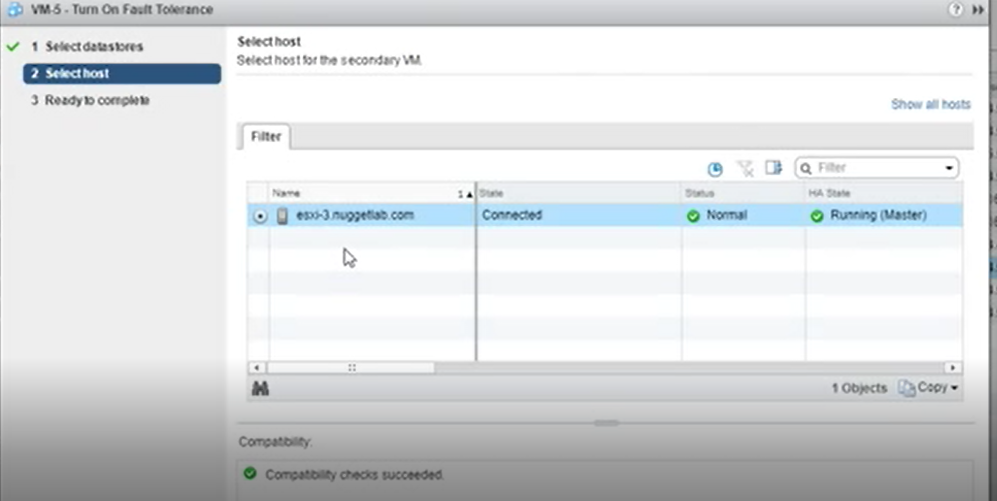 VM-5 - Turn On Fault Tolerance
1 Select datastores
2 Select host
3 Ready to complete
Select host
Select host for the secondary VM.
Show all hosts
Filter
Filter
Name 1 State Status HA State
esxi-3.nuggetlab.com Connected Normal Running (Master)
1 Objects Copy
Compatibility:
Compatibility checks succeeded.